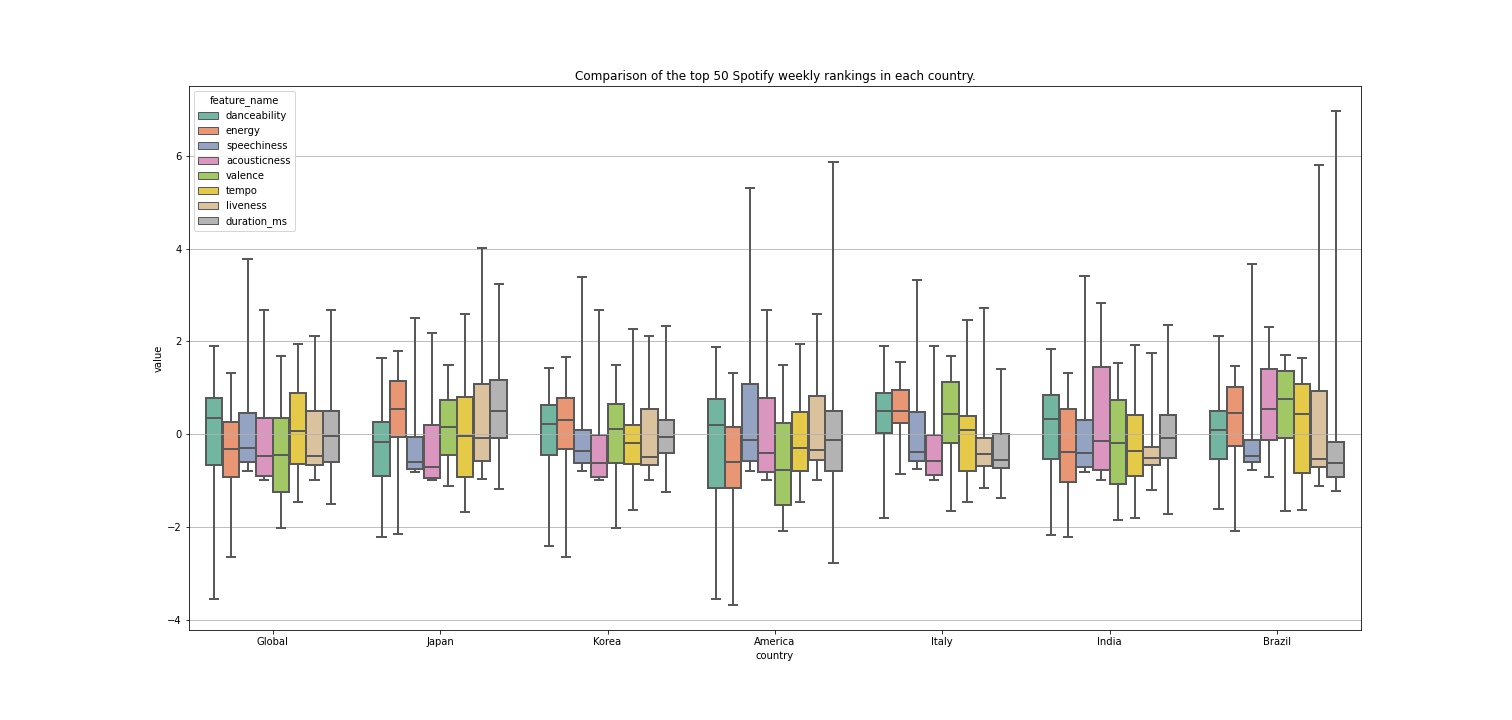 Comparison of the top 50 Spotify weekly rankings in each country.
feature_name
danceability
energy
speechiness
acousticness
valence
tempo
liveness
duration_ms
6
4
2
0
−2
−4
value
Global Japan Korea America Italy India Brazil
country